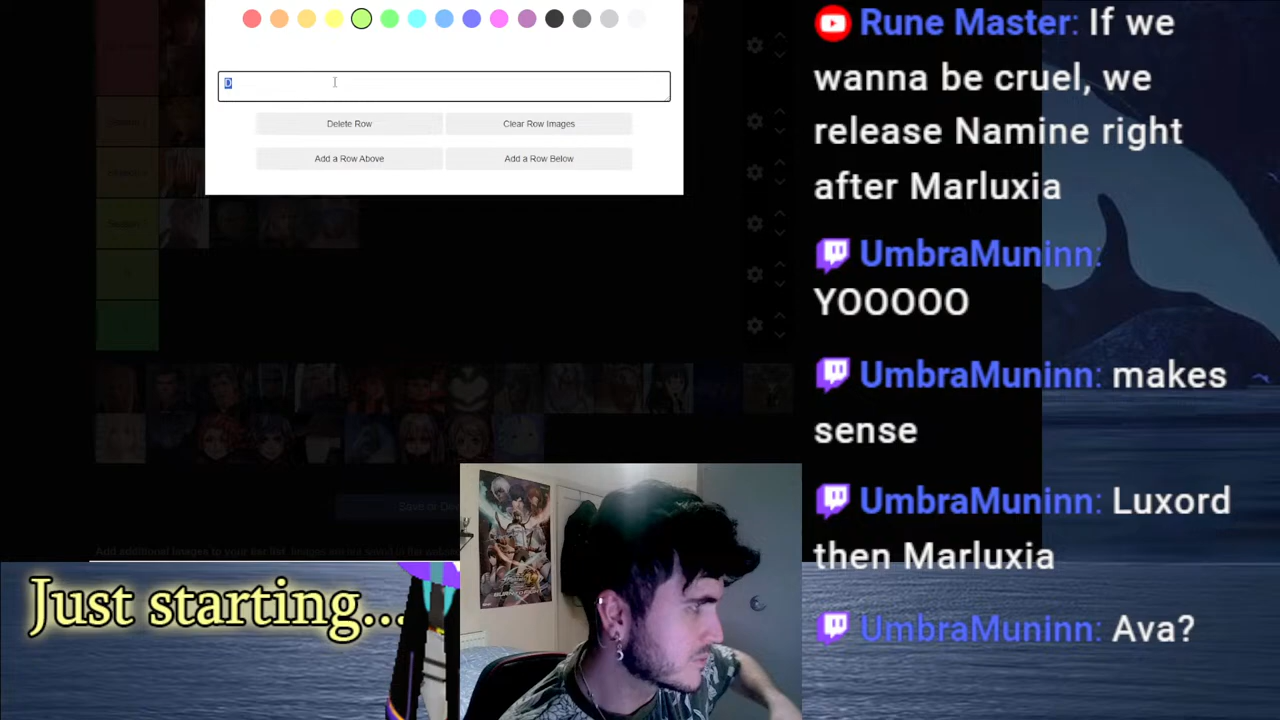 D
Delete Row
Clear Row Images
Add a Row Above
Add a Row Below
Just starting...
Rune Master: If we
wanna be cruel, we
release Namine right
after Marluxia
UmbraMuninn:
YOOOOO
UmbraMuninn: makes
sense
UmbraMuninn: Luxord
then Marluxia
UmbraMuninn: Ava?